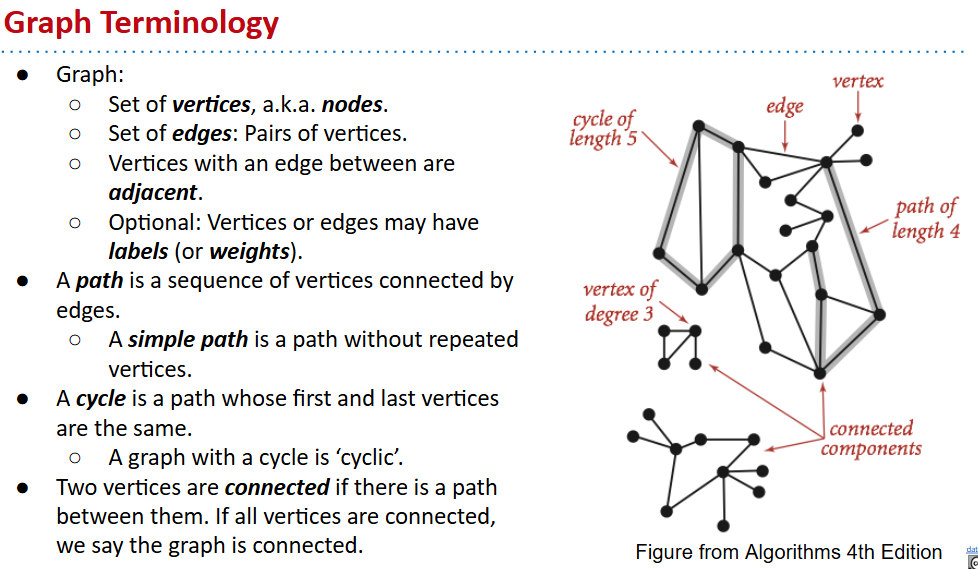 Graph Terminology
● Graph:
○ Set of vertices, a.k.a. nodes.
○ Set of edges: Pairs of vertices.
○ Vertices with an edge between are
adjacent.
○ Optional: Vertices or edges may have
labels (or weights).
● A path is a sequence of vertices connected by
edges.
○ A simple path is a path without repeated
vertices.
● A cycle is a path whose first and last vertices
are the same.
○ A graph with a cycle is ‘cyclic’.
● Two vertices are connected if there is a path
between them. If all vertices are connected,
we say the graph is connected.
vertex
edge
cycle of
length 5
path of
length 4
vertex of
degree 3
connected
components
Figure from Algorithms 4th Edition